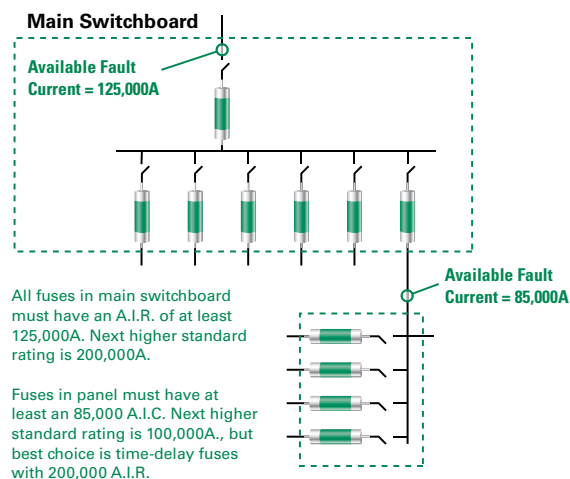 Main Switchboard
Available Fault
Current = 125,000A
Available Fault
Current = 85,000A
All fuses in main switchboard
must have an A.I.R. of at least
125,000A. Next higher standard
rating is 200,000A.
Fuses in panel must have at
least an 85,000 A.I.C. Next higher
standard rating is 100,000A., but
best choice is time-delay fuses
with 200,000 A.I.R.